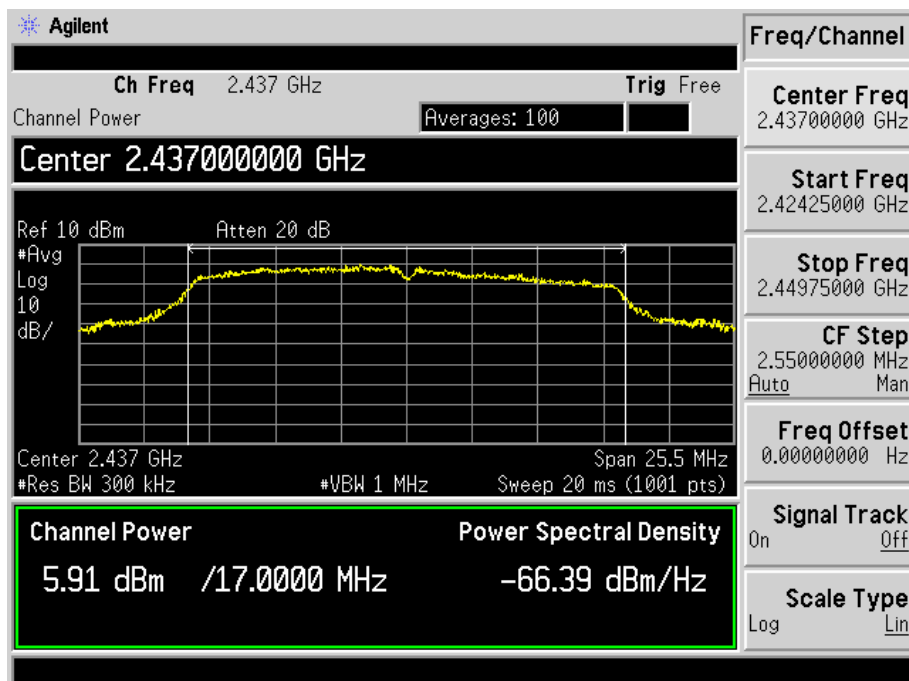 Agilent
Freq/Channel
Ch Freq 2.437 GHz Trig Free
Channel Power Averages: 100
Center 2.437000000 GHz
Ref 10 dBm Atten 20 dB
#Avg
Log
10
dB/
Center 2.437 GHz Span 25.5 MHz
#Res BW 300 kHz #VBW 1 MHz Sweep 20 ms (1001 pts)
Channel Power Power Spectral Density
5.91 dBm /17.0000 MHz -66.39 dBm/Hz
Center Freq
2.43700000 GHz
Start Freq
2.42425000 GHz
Stop Freq
2.44975000 GHz
CF Step
2.55000000 MHz
Auto Man
Freq Offset
0.00000000 Hz
Signal Track
On Off
Scale Type
Log Lin